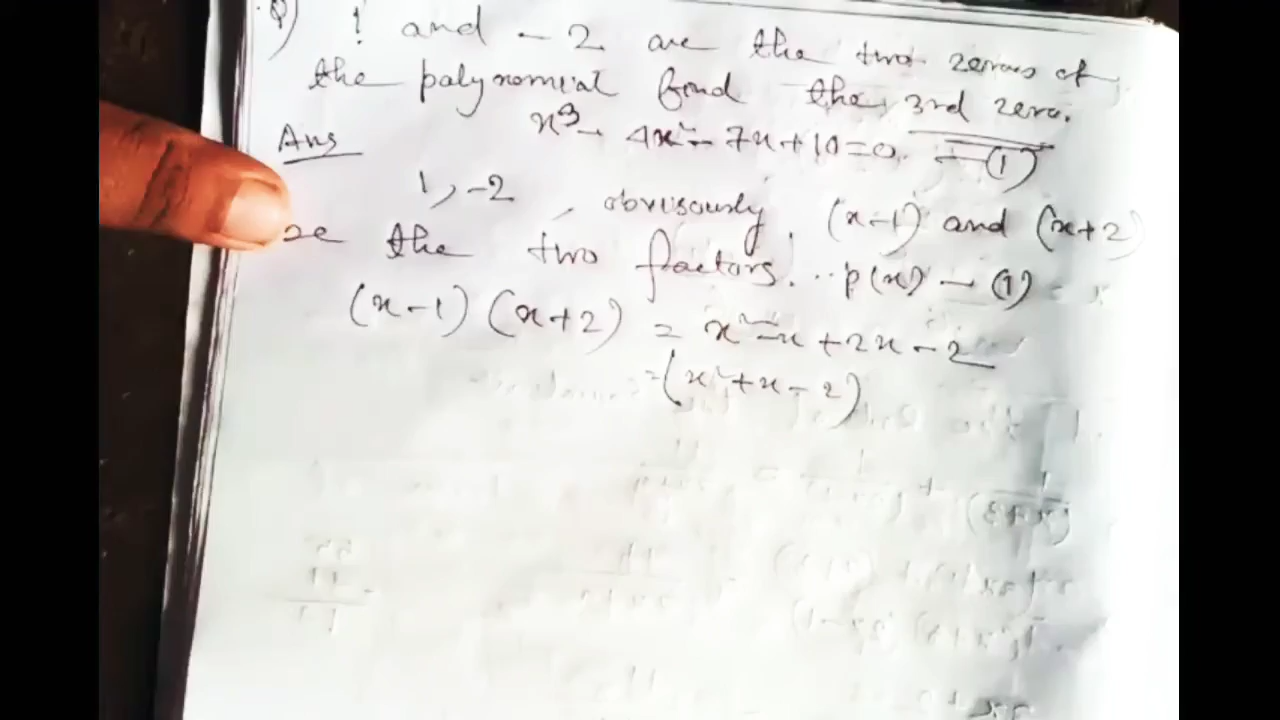 Q) 1 and - 2 are the two zeros of
the polynomial find the 3rd zero.
x³ - 4x² - 7x + 10 = 0. — (1)
Ans
1, -2, obviously (x-1) and (x+2)
the two factors. p(x) — (1)
(x-1) (x+2) = x² - x + 2x - 2
= (x² + x - 2)